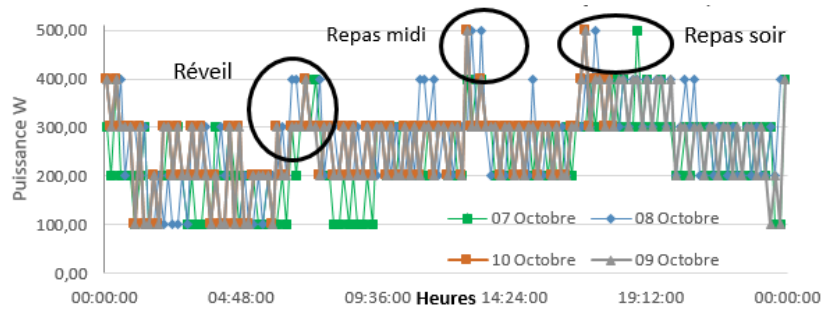 500,00
Repas midi
Repas soir
Réveil
400,00
Puissance W
300,00
200,00
100,00
07 Octobre
08 Octobre
10 Octobre
09 Octobre
0,00
00:00:00 04:48:00 09:36:00 Heures 14:24:00 19:12:00 00:00:00